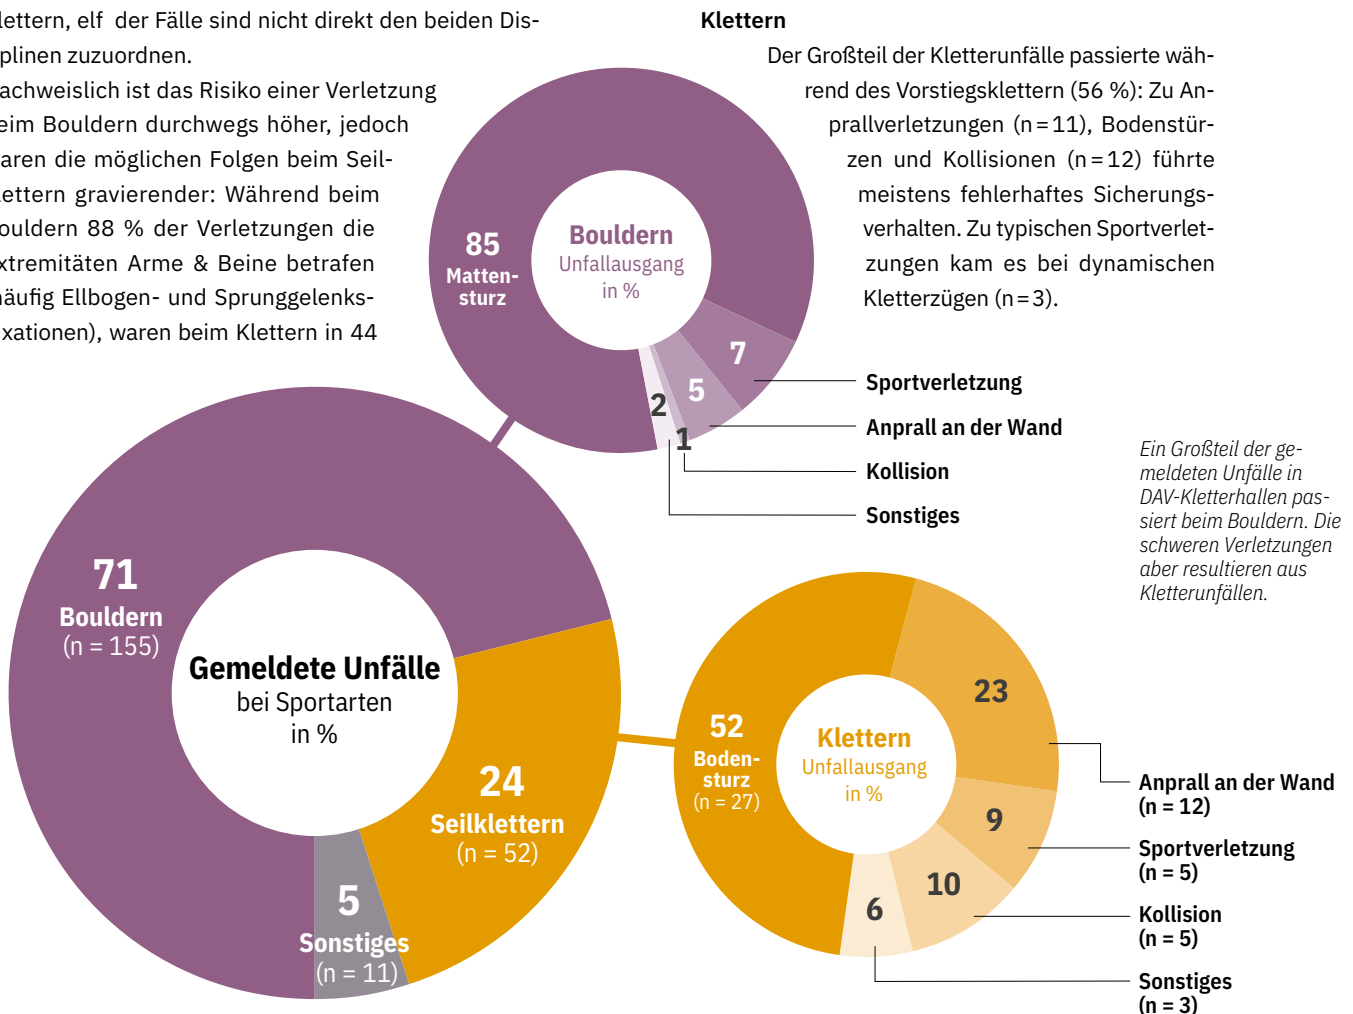 lettern, elf der Fälle sind nicht direkt den beiden Dis-
plinen zuzuordnen.
achweislich ist das Risiko einer Verletzung
eim Bouldern durchwegs höher, jedoch
aren die möglichen Folgen beim Seil-
lettern gravierender: Während beim
ouldern 88 % der Verletzungen die
xtremitäten Arme & Beine betrafen
häufig Ellbogen- und Sprunggelenks-
xationen), waren beim Klettern in 44
Klettern
Der Großteil der Kletterunfälle passierte wäh-
rend des Vorstiegsklettern (56 %): Zu An-
prallverletzungen (n = 11), Bodenstür-
zen und Kollisionen (n = 12) führte
meistens fehlerhaftes Sicherungs-
verhalten. Zu typischen Sportverlet-
zungen kam es bei dynamischen
Kletterzügen (n = 3).
Bouldern
Unfallausgang
in %
85
Matten-
sturz
7
5
2
1
Sportverletzung
Anprall an der Wand
Kollision
Sonstiges
Ein Großteil der ge-
meldeten Unfälle in
DAV-Kletterhallen pas-
siert beim Bouldern. Die
schweren Verletzungen
aber resultieren aus
Kletterunfällen.
71
Bouldern
(n = 155)
Gemeldete Unfälle
bei Sportarten
in %
24
Seilklettern
(n = 52)
5
Sonstiges
(n = 11)
Klettern
Unfallausgang
in %
52
Boden-
sturz
(n = 27)
23
9
10
6
Anprall an der Wand
(n = 12)
Sportverletzung
(n = 5)
Kollision
(n = 5)
Sonstiges
(n = 3)